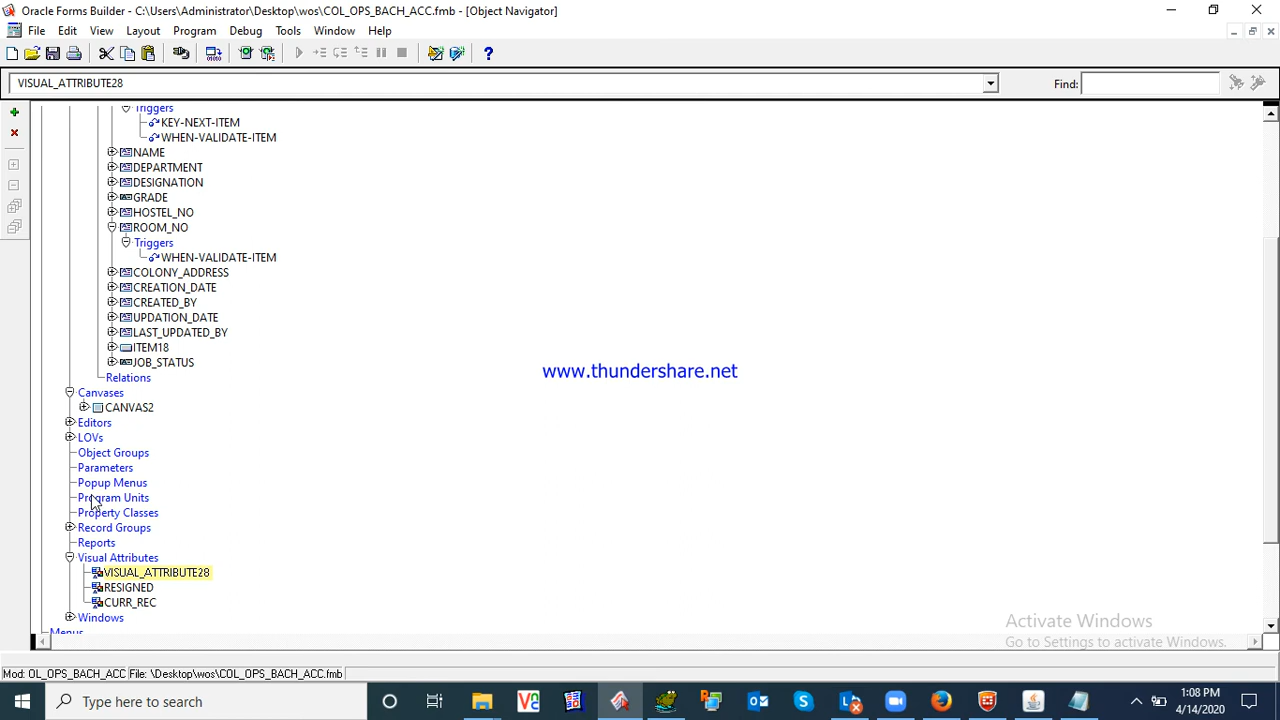 Oracle Forms Builder - C:\Users\Administrator\Desktop\wos\COL_OPS_BACH_ACC.fmb - [Object Navigator]
File Edit View Layout Program Debug Tools Window Help
VISUAL_ATTRIBUTE28 Find:
Triggers
KEY-NEXT-ITEM
WHEN-VALIDATE-ITEM
NAME
DEPARTMENT
DESIGNATION
GRADE
HOSTEL_NO
ROOM_NO
Triggers
WHEN-VALIDATE-ITEM
COLONY_ADDRESS
CREATION_DATE
CREATED_BY
UPDATION_DATE
LAST_UPDATED_BY
ITEM18
JOB_STATUS
Relations
Canvases
CANVAS2
Editors
LOVs
Object Groups
Parameters
Popup Menus
Program Units
Property Classes
Record Groups
Reports
Visual Attributes
VISUAL_ATTRIBUTE28
RESIGNED
CURR_REC
Windows
Menus
www.thundershare.net
Activate Windows
Go to Settings to activate Windows.
Mod: OL_OPS_BACH_ACC File: \Desktop\wos\COL_OPS_BACH_ACC.fmb
Type here to search
1:08 PM
4/14/2020